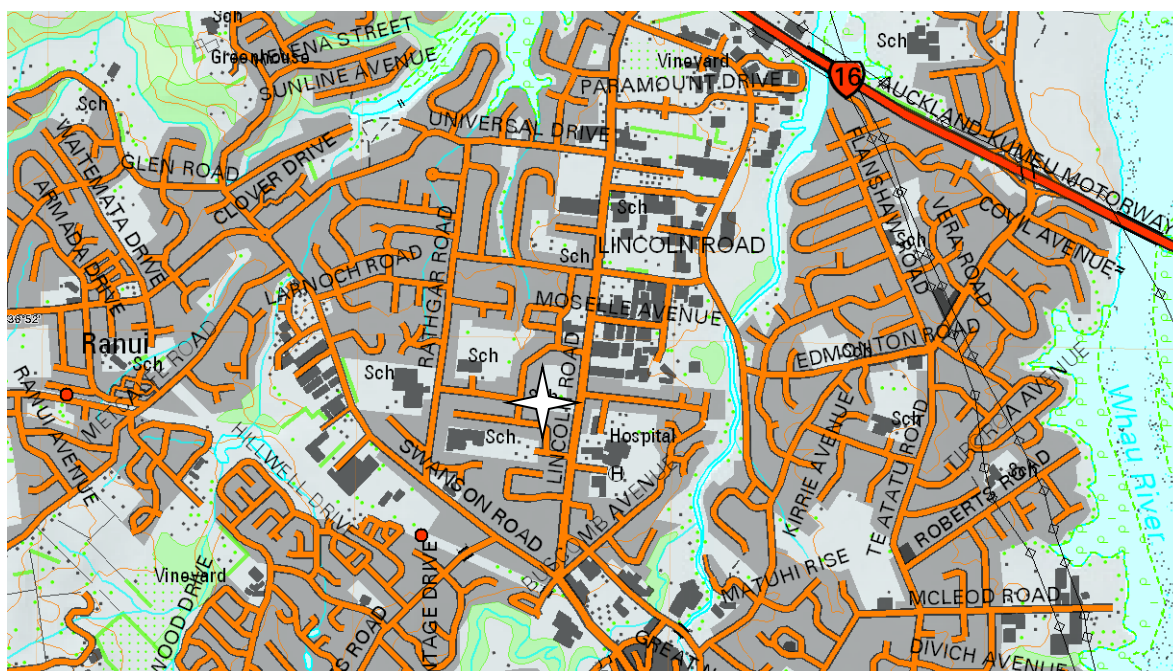 Sch
HELENA STREET
Greenhouse
SUNLINE AVENUE
Vineyard
Sch
16
PARAMOUNT DRIVE
AUCKLAND-KUMEU MOTORWAY
Sch
UNIVERSAL DRIVE
WAITEMATA DRIVE
GLEN ROAD
CLOVER DRIVE
FLANSHAW ROAD
ARMADA DRIVE
Sch
VERA ROAD
COVIL AVENUE
RATHGAR ROAD
LINCOLN ROAD
Sch
Sch
LARNOCH ROAD
MOSELLE AVENUE
36°52'
EDMONTON ROAD
Ranui
Sch
Sch
Sch
Sch
LINCOLN ROAD
RANUI AVENUE
KIRRIE AVENUE
Sch
TE ATATU ROAD
Whau River
HILLWELL DRIVE
Sch
Hospital
H
SWANSON ROAD
Sch
ROBERTS ROAD
Vineyard
MATUHI RISE
MCLEOD ROAD
DIVICH AVENUE